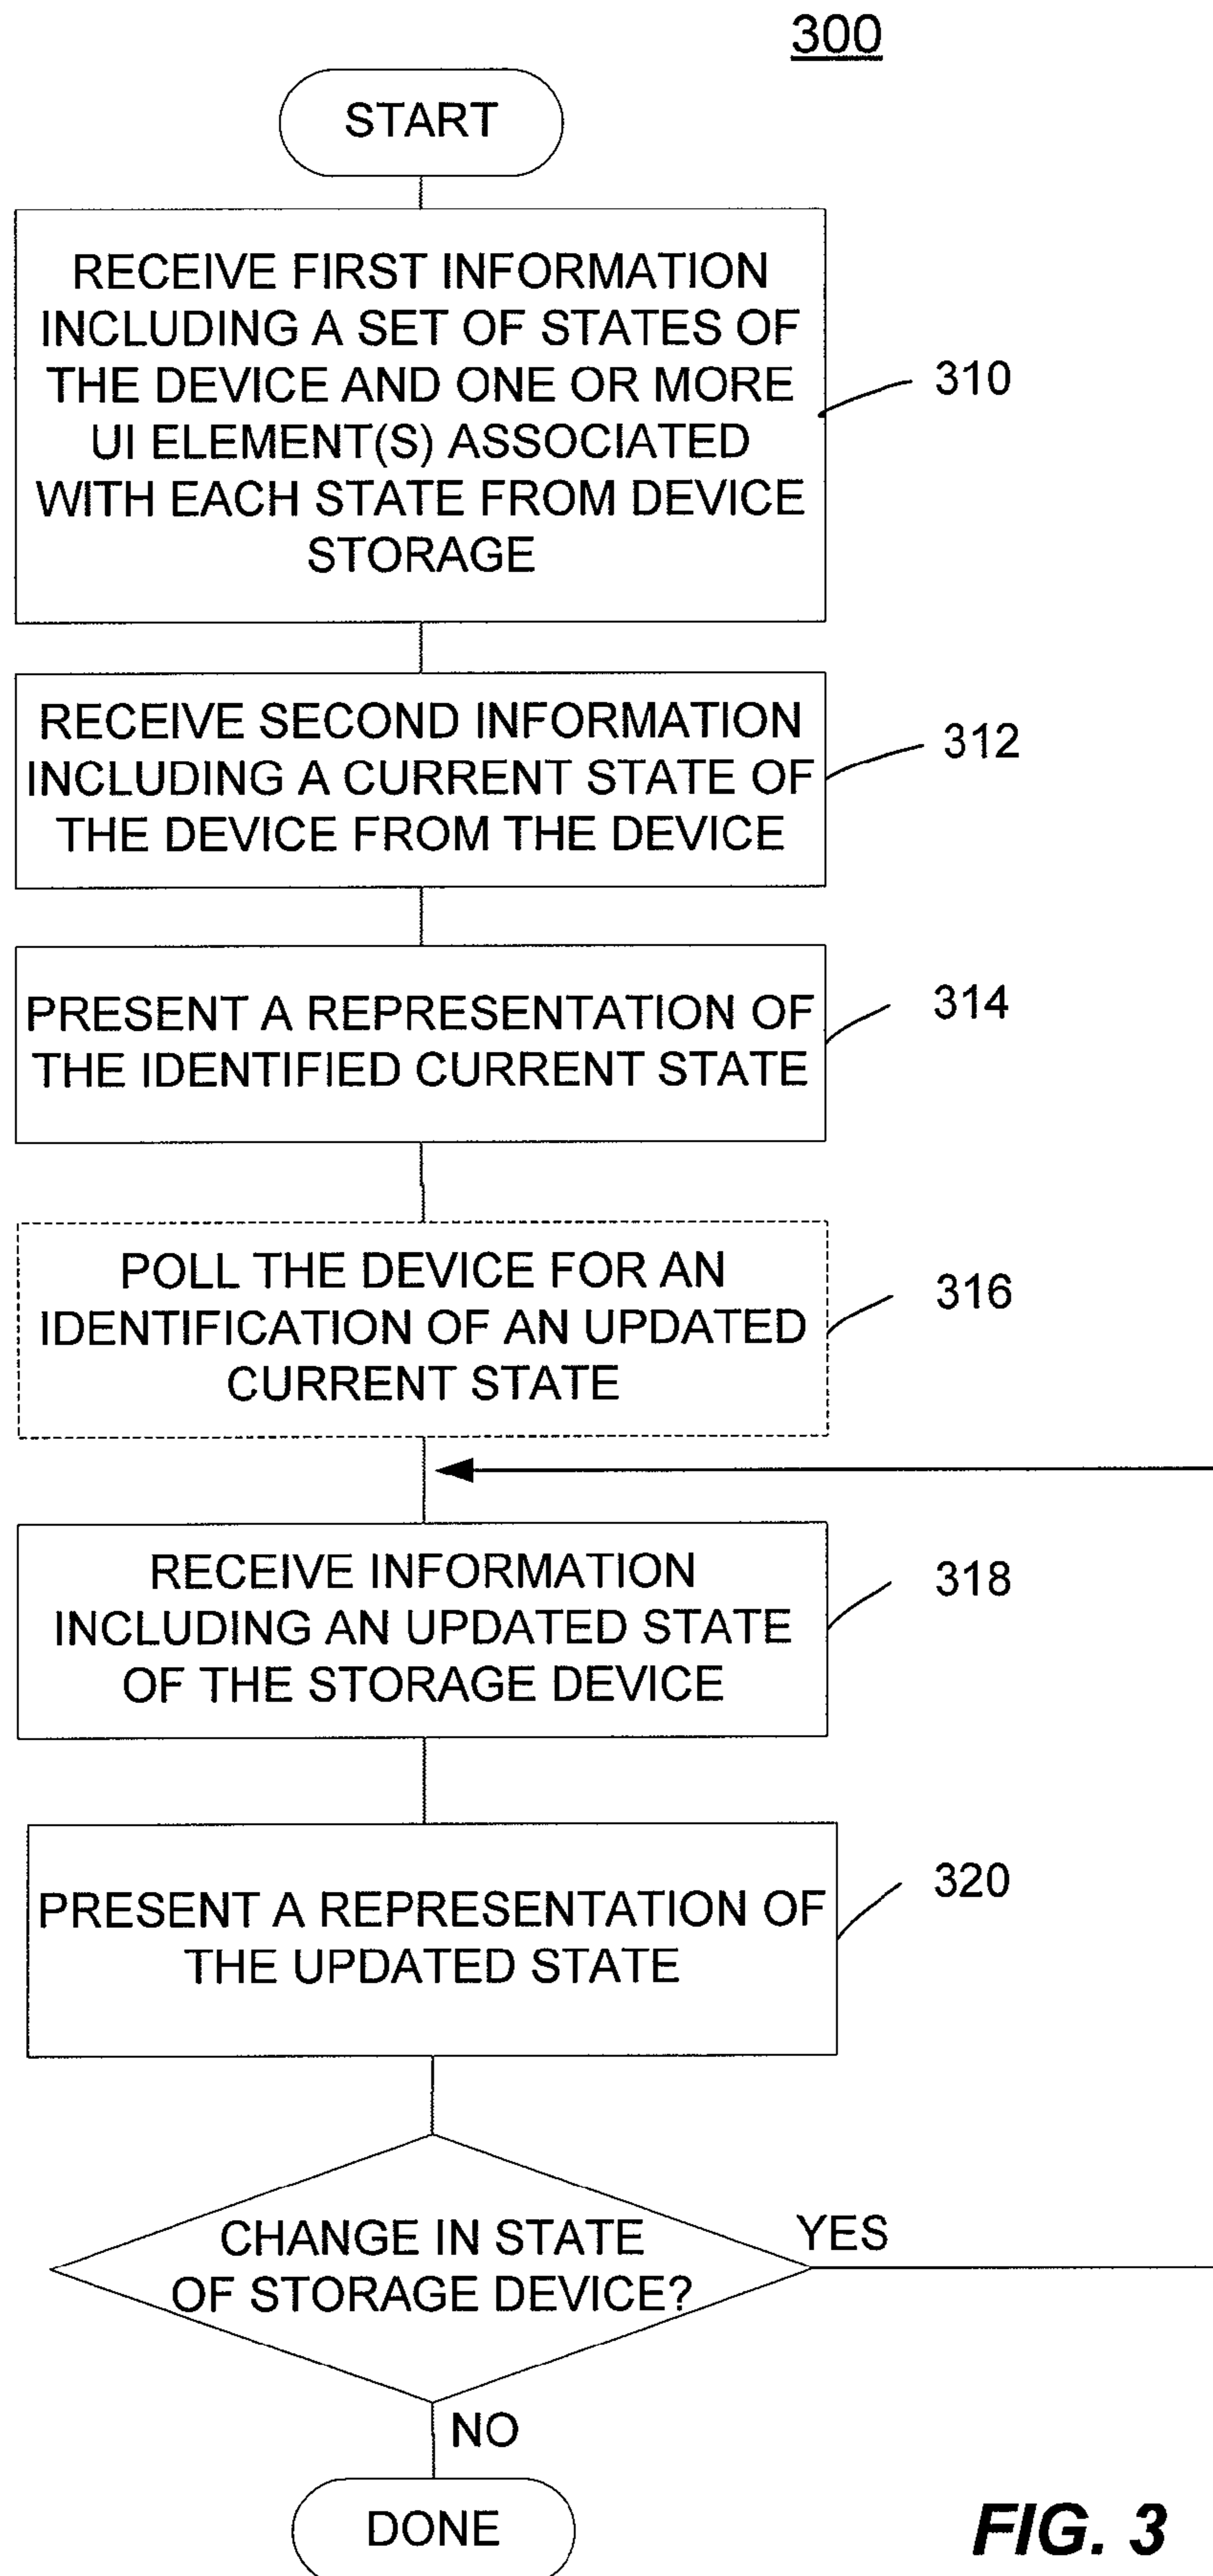 300
START
RECEIVE FIRST INFORMATION
INCLUDING A SET OF STATES OF
THE DEVICE AND ONE OR MORE
UI ELEMENT(S) ASSOCIATED
WITH EACH STATE FROM DEVICE
STORAGE
310
RECEIVE SECOND INFORMATION
INCLUDING A CURRENT STATE OF
THE DEVICE FROM THE DEVICE
312
PRESENT A REPRESENTATION OF
THE IDENTIFIED CURRENT STATE
314
POLL THE DEVICE FOR AN
IDENTIFICATION OF AN UPDATED
CURRENT STATE
316
RECEIVE INFORMATION
INCLUDING AN UPDATED STATE
OF THE STORAGE DEVICE
318
PRESENT A REPRESENTATION OF
THE UPDATED STATE
320
CHANGE IN STATE
OF STORAGE DEVICE?
YES
NO
DONE
FIG. 3